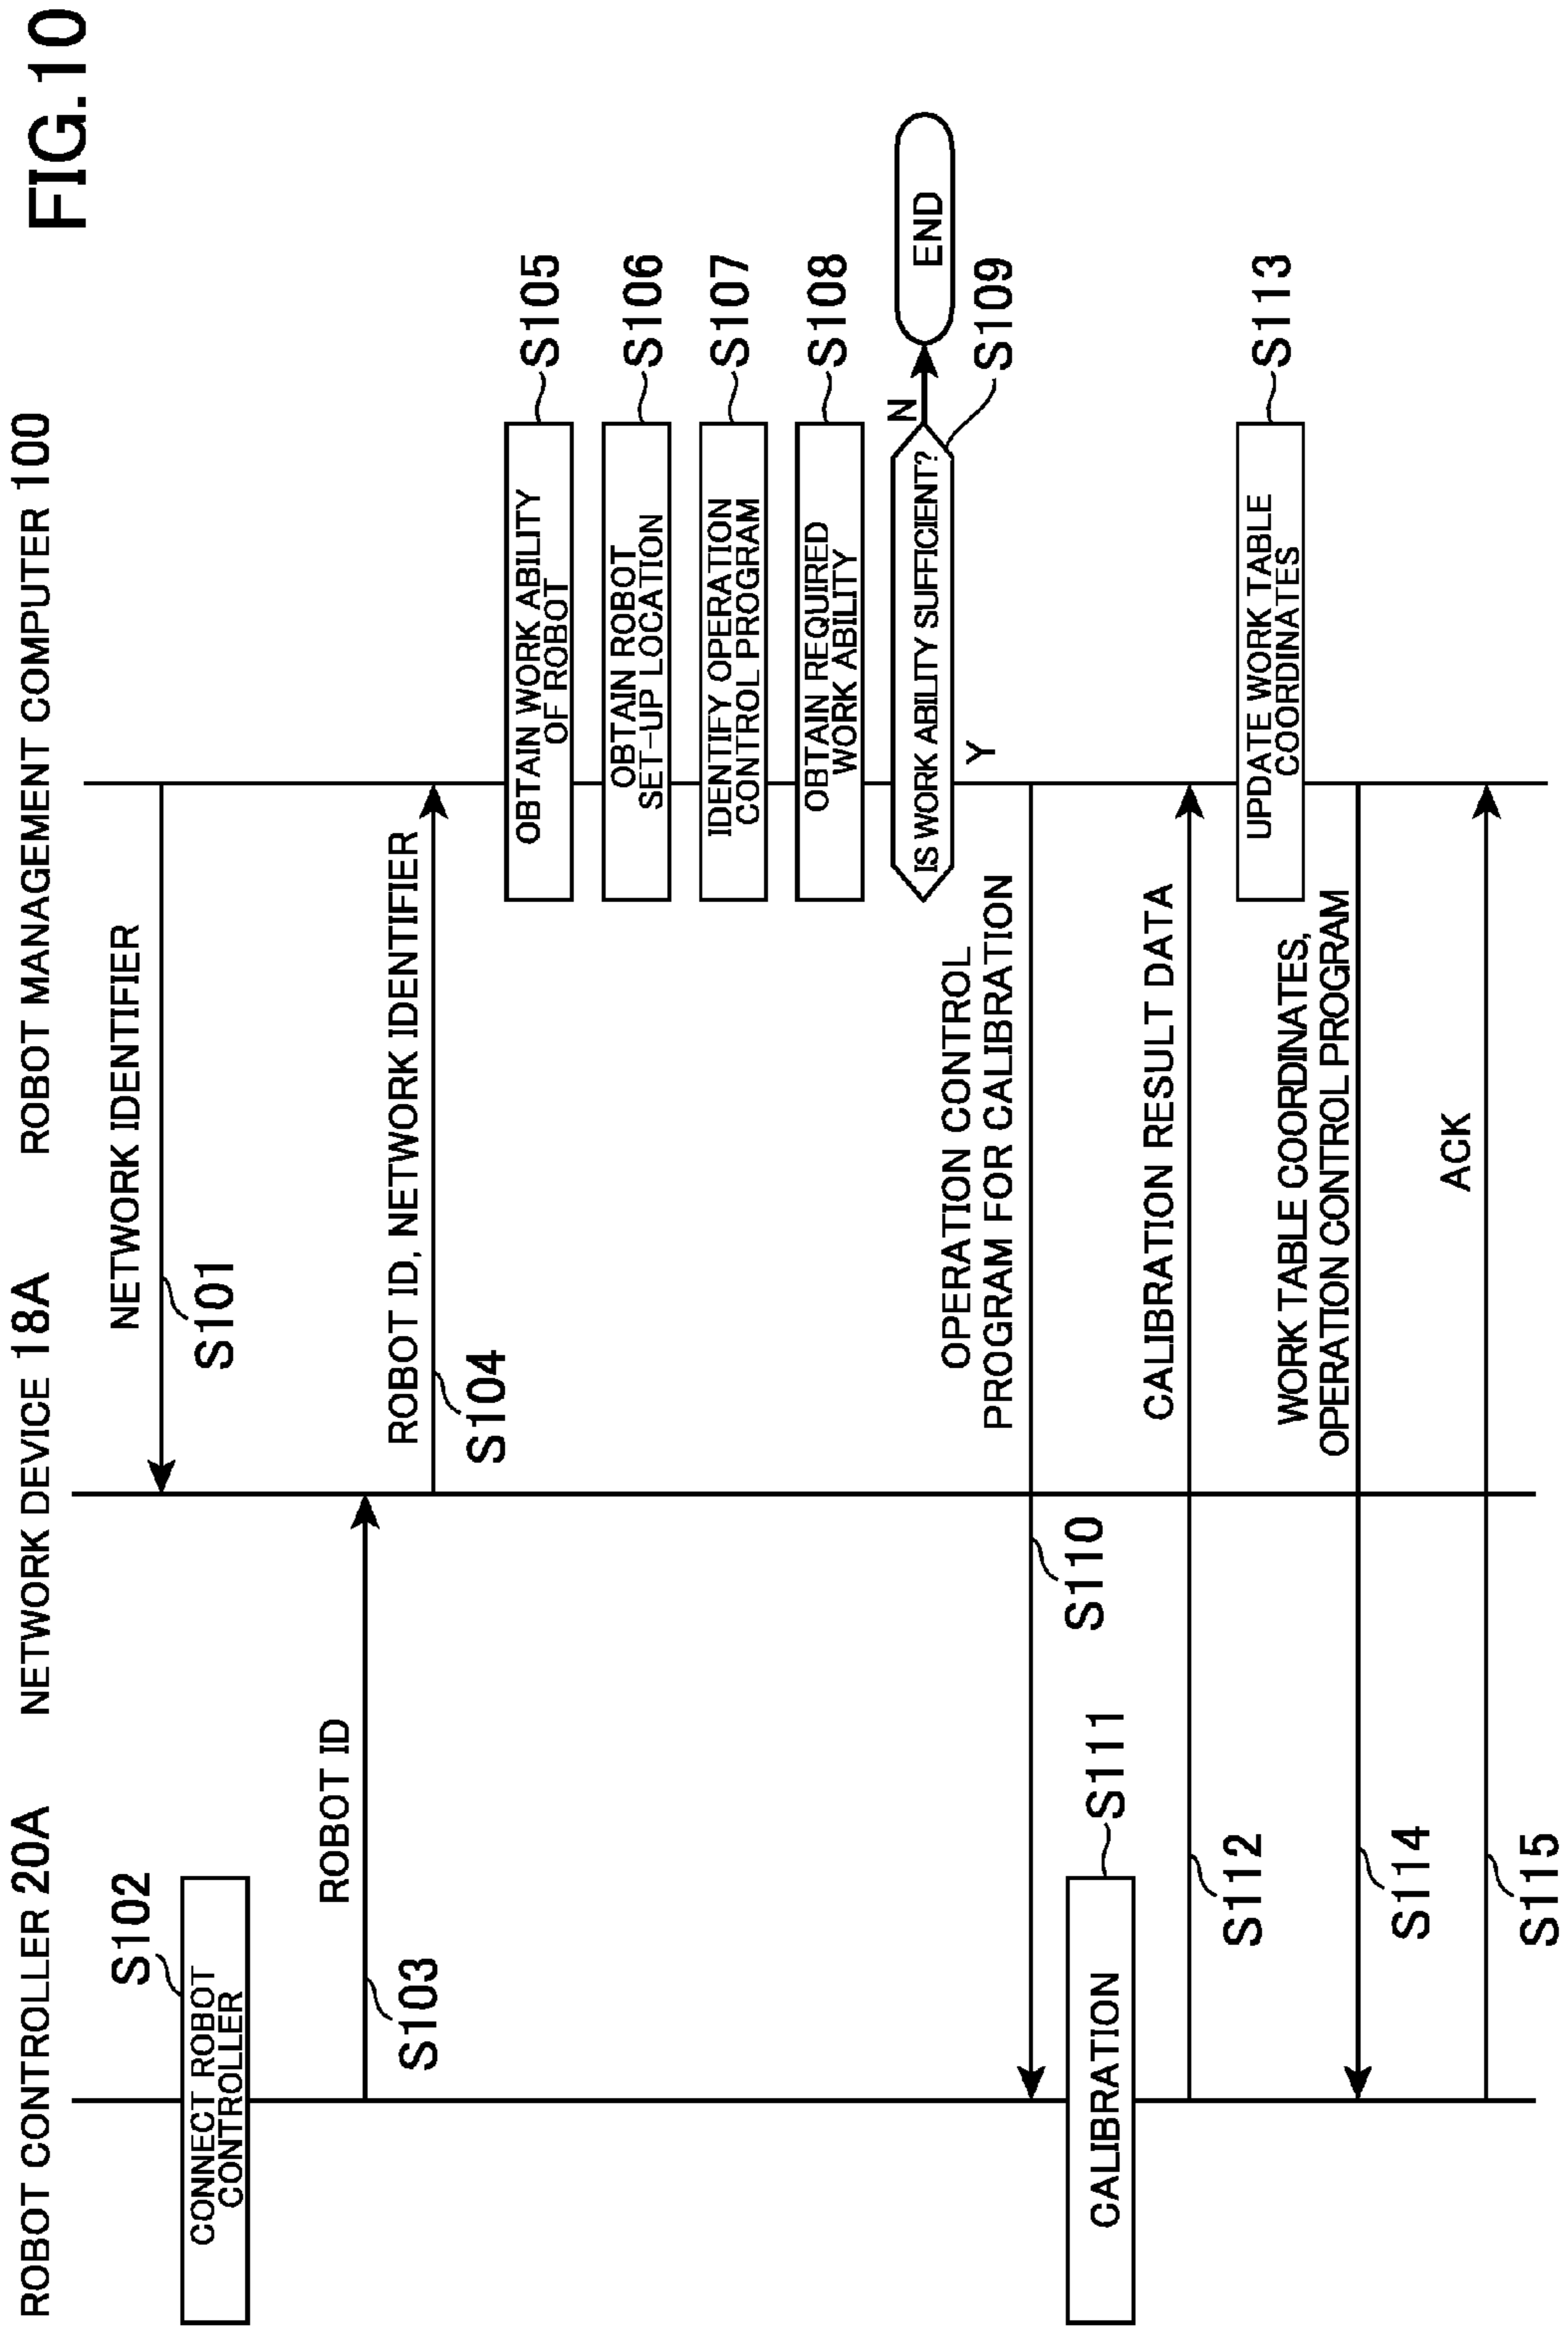 FIG.10
ROBOT CONTROLLER 20A
NETWORK DEVICE 18A
ROBOT MANAGEMENT COMPUTER 100
NETWORK IDENTIFIER
S101
S102
CONNECT ROBOT
CONTROLLER
ROBOT ID
S103
ROBOT ID, NETWORK IDENTIFIER
S104
OBTAIN WORK ABILITY
OF ROBOT
S105
OBTAIN ROBOT
SET-UP LOCATION
S106
IDENTIFY OPERATION
CONTROL PROGRAM
S107
OBTAIN REQUIRED
WORK ABILITY
S108
IS WORK ABILITY SUFFICIENT?
N
END
S109
Y
OPERATION CONTROL
PROGRAM FOR CALIBRATION
S110
CALIBRATION
S111
CALIBRATION RESULT DATA
S112
UPDATE WORK TABLE
COORDINATES
S113
WORK TABLE COORDINATES,
OPERATION CONTROL PROGRAM
S114
ACK
S115